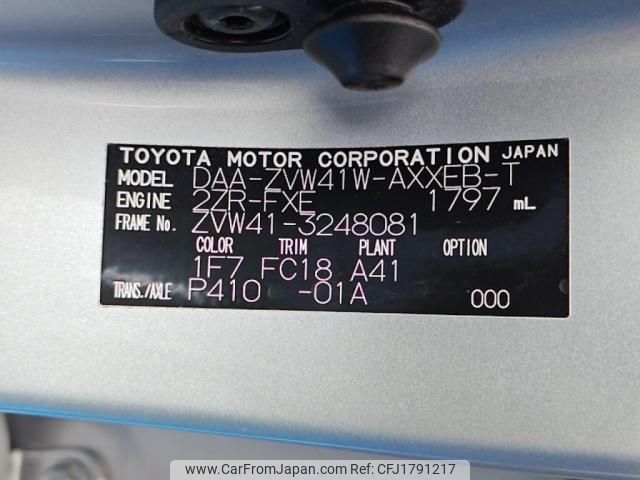 TOYOTA MOTOR CORPORATION JAPAN
MODEL DAA-ZVW41W-AXXEB-T
ENGINE 2ZR-FXE 1797 mL
FRAME No. ZVW41-3248081
COLOR TRIM PLANT OPTION
1F7 FC18 A41
TRANS./AXLE P410 -01A 000
www.CarFromJapan.com Ref No: CFJ1791217